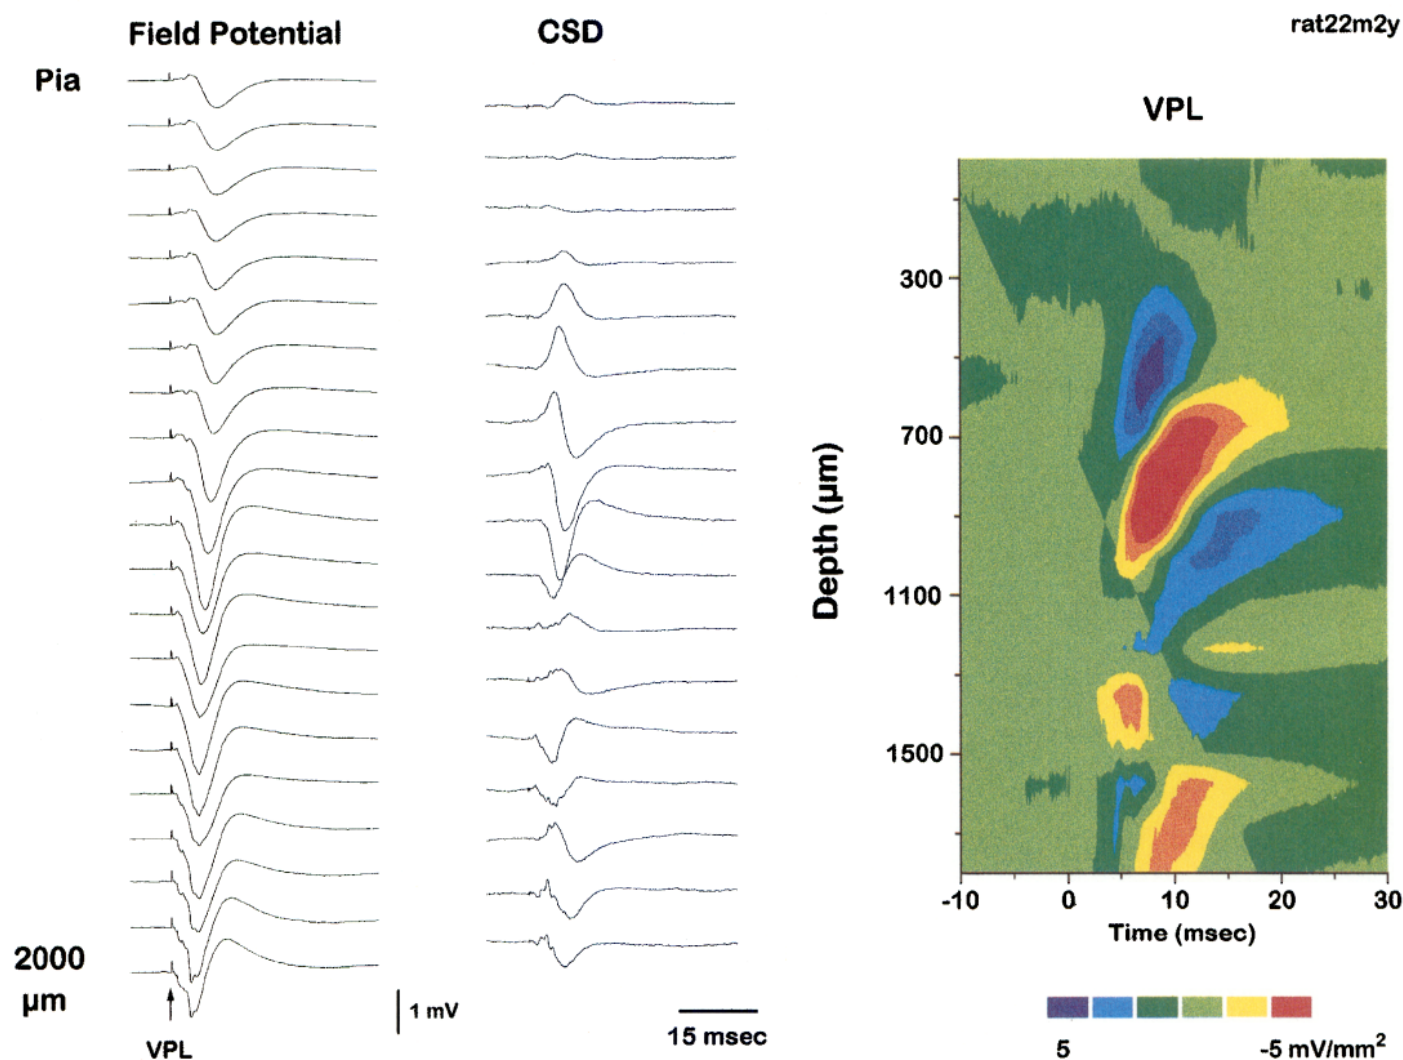 Field Potential
CSD
rat22m2y
Pia
VPL
300
700
1100
1500
Depth (µm)
-10 0 10 20 30
Time (msec)
2000
µm
VPL
1 mV
15 msec
5 -5 mV/mm²